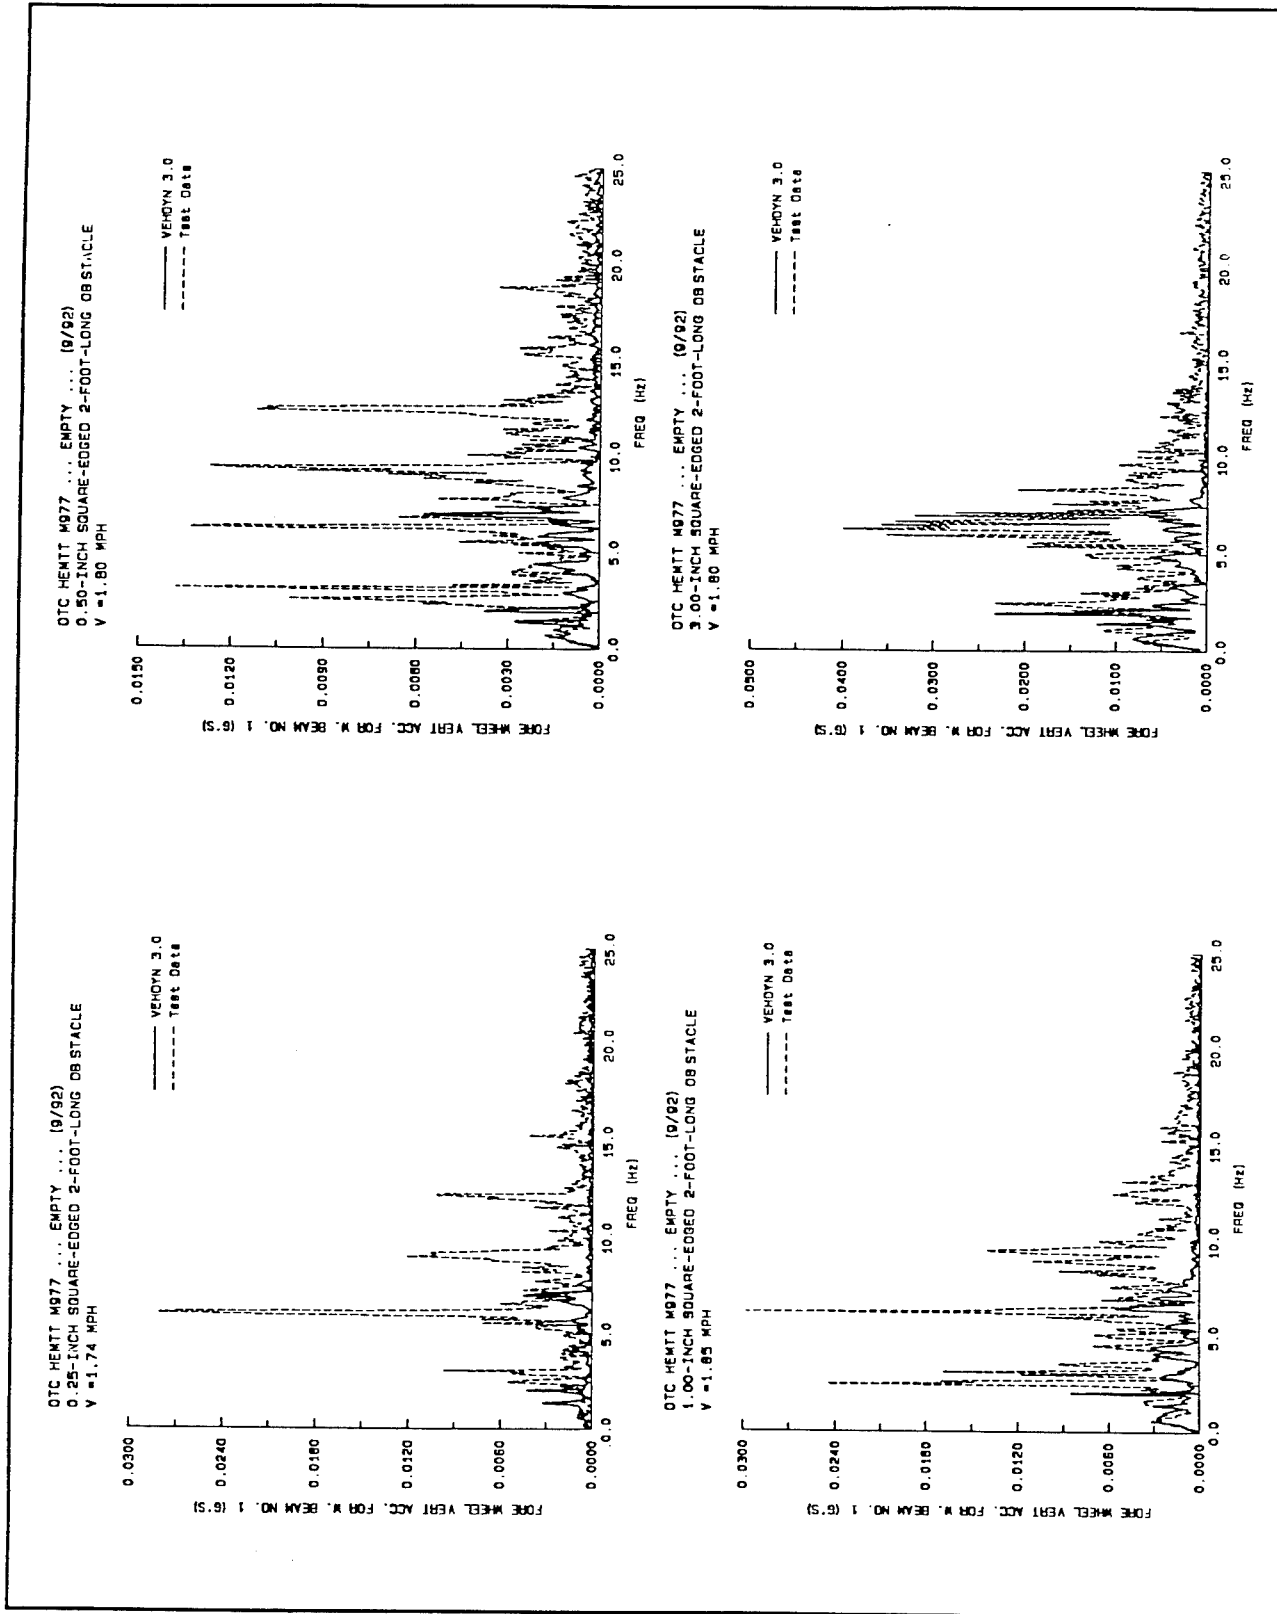 OTC HEMTT M977 ... EMPTY ... (9/92)
0.25-INCH SQUARE-EDGED 2-FOOT-LONG OBSTACLE
V =1.74 MPH
VEHDYN 3.0
Test Data
FORE WHEEL VERT ACC. FOR W. BEAM NO. 1 (G'S)
0.0300
0.0240
0.0180
0.0120
0.0060
0.0000
0.0 5.0 10.0 15.0 20.0 25.0
FREQ (Hz)
OTC HEMTT M977 ... EMPTY ... (9/92)
0.50-INCH SQUARE-EDGED 2-FOOT-LONG OBSTACLE
V =1.80 MPH
VEHDYN 3.0
Test Data
FORE WHEEL VERT ACC. FOR W. BEAM NO. 1 (G'S)
0.0150
0.0120
0.0090
0.0060
0.0030
0.0000
0.0 5.0 10.0 15.0 20.0 25.0
FREQ (Hz)
OTC HEMTT M977 ... EMPTY ... (9/92)
1.00-INCH SQUARE-EDGED 2-FOOT-LONG OBSTACLE
V =1.85 MPH
VEHDYN 3.0
Test Data
FORE WHEEL VERT ACC. FOR W. BEAM NO. 1 (G'S)
0.0300
0.0240
0.0180
0.0120
0.0060
0.0000
0.0 5.0 10.0 15.0 20.0 25.0
FREQ (Hz)
OTC HEMTT M977 ... EMPTY ... (9/92)
3.00-INCH SQUARE-EDGED 2-FOOT-LONG OBSTACLE
V =1.80 MPH
VEHDYN 3.0
Test Data
FORE WHEEL VERT ACC. FOR W. BEAM NO. 1 (G'S)
0.0500
0.0400
0.0300
0.0200
0.0100
0.0000
0.0 5.0 10.0 15.0 20.0 25.0
FREQ (Hz)